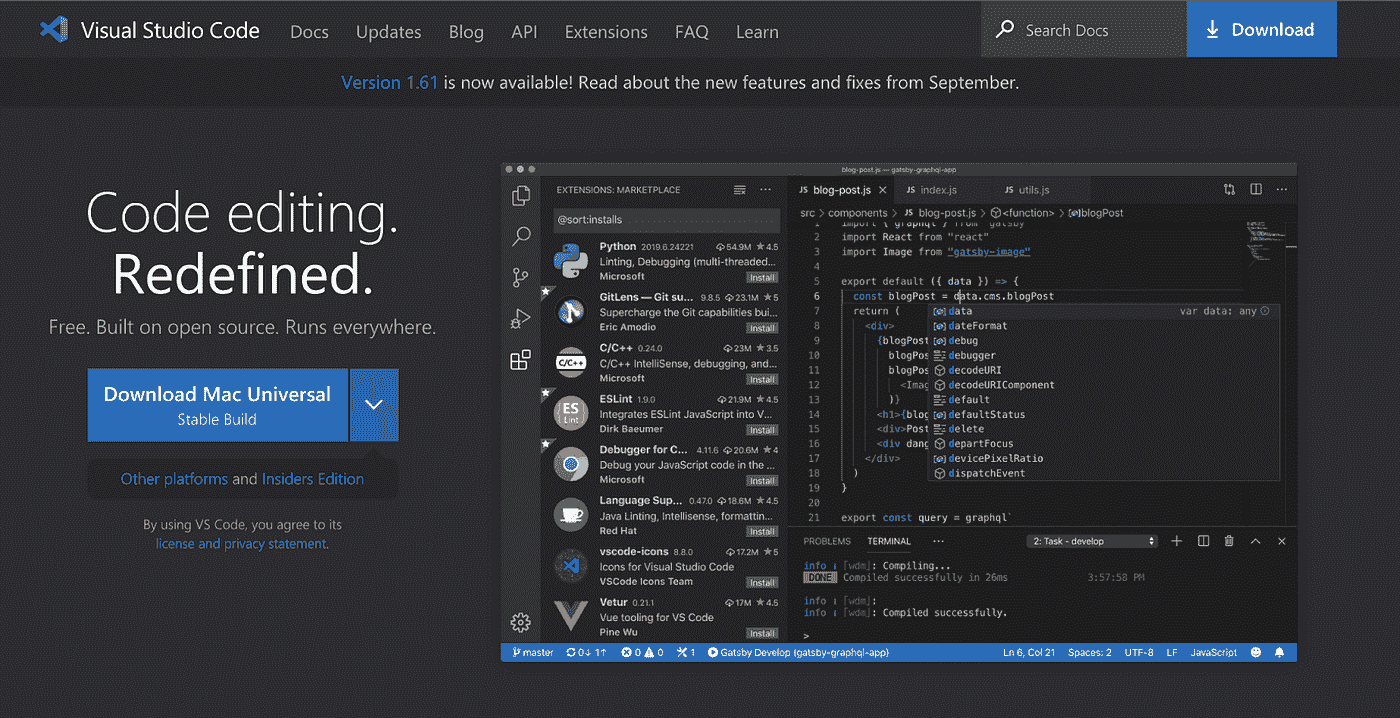 Visual Studio Code Docs Updates Blog API Extensions FAQ Learn Search Docs Download
Version 1.61 is now available! Read about the new features and fixes from September.
Code editing.
Redefined.
Free. Built on open source. Runs everywhere.
Download Mac Universal
Stable Build
Other platforms and Insiders Edition
By using VS Code, you agree to its
license and privacy statement.
blog-post.js — gatsby-graphql-app
EXTENSIONS: MARKETPLACE
@sort:installs
Python 2019.6.24221 54.9M ★4.5
Linting, Debugging (multi-threaded...
Microsoft Install
GitLens — Git su... 9.8.5 23.1M ★5
Supercharge the Git capabilities bui...
Eric Amodio Install
C/C++
C/C++ 0.24.0 23M ★3.5
C/C++ IntelliSense, debugging, and...
Microsoft Install
ES
Lint
ESLint 1.9.0 21.9M ★4.5
Integrates ESLint JavaScript into V...
Dirk Baeumer Install
Debugger for C... 4.11.6 20.6M ★4
Debug your JavaScript code in the ...
Microsoft Install
Language Sup... 0.47.0 18.6M ★4.5
Java Linting, Intellisense, formattin...
Red Hat Install
vscode-icons 8.8.0 17.2M ★5
Icons for Visual Studio Code
VSCode Icons Team Install
Vetur 0.21.1 17M ★4.5
Vue tooling for VS Code
Pine Wu Install
JS blog-post.js × JS index.js JS utils.js
src > components > JS blog-post.js > <function> > blogPost
1 import { graphql } from "gatsby"
2 import React from "react"
3 import Image from "gatsby-image"
4
5 export default ({ data }) => {
6 const blogPost = data.cms.blogPost
7 return (
8 <div>
9 {blogPost
10 blogPos
11 blogPos
12 <Imag
13 )}
14 <h1>{blog
15 <div>Post
16 <div dang
17 </div>
18 )
19 }
20
21 export const query = graphql`
data var data: any
dateFormat
debug
debugger
decodeURI
decodeURIComponent
default
defaultStatus
delete
departFocus
devicePixelRatio
dispatchEvent
PROBLEMS TERMINAL ... 2: Task - develop
info ｢wdm｣: Compiling...
DONE Compiled successfully in 26ms 3:57:58 PM
info ｢wdm｣:
info ｢wdm｣: Compiled successfully.
>
master 0↓ 1↑ 0 0 1 Gatsby Develop (gatsby-graphql-app) Ln 6, Col 21 Spaces: 2 UTF-8 LF JavaScript